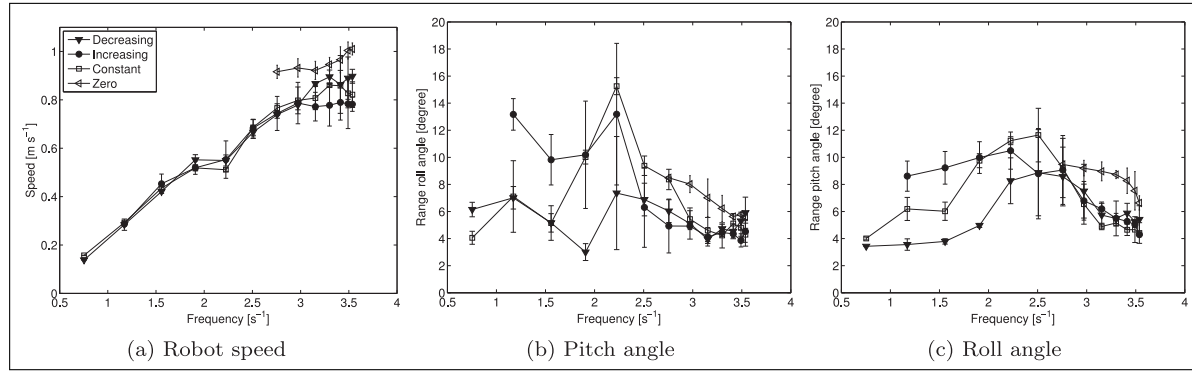 Speed [m s⁻¹]
1
0.8
0.6
0.4
0.2
0
Decreasing
Increasing
Constant
Zero
0.5 1 1.5 2 2.5 3 3.5 4
Frequency [s⁻¹]
(a) Robot speed
Range roll angle [degree]
20
18
16
14
12
10
8
6
4
2
0
0.5 1 1.5 2 2.5 3 3.5 4
Frequency [s⁻¹]
(b) Pitch angle
Range pitch angle [degree]
20
18
16
14
12
10
8
6
4
2
0
0.5 1 1.5 2 2.5 3 3.5 4
Frequency [s⁻¹]
(c) Roll angle